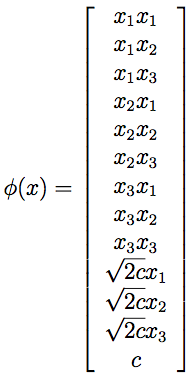 x₁x₁
x₁x₂
x₁x₃
x₂x₁
x₂x₂
x₂x₃
ϕ(x) =
x₃x₁
x₃x₂
x₃x₃
√2cx₁
√2cx₂
√2cx₃
c